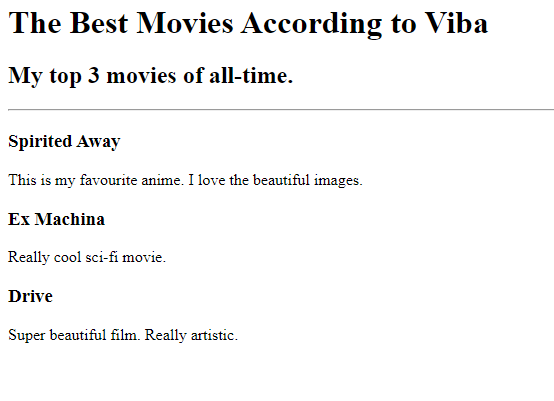 The Best Movies According to Viba
My top 3 movies of all-time.
Spirited Away
This is my favourite anime. I love the beautiful images.
Ex Machina
Really cool sci-fi movie.
Drive
Super beautiful film. Really artistic.